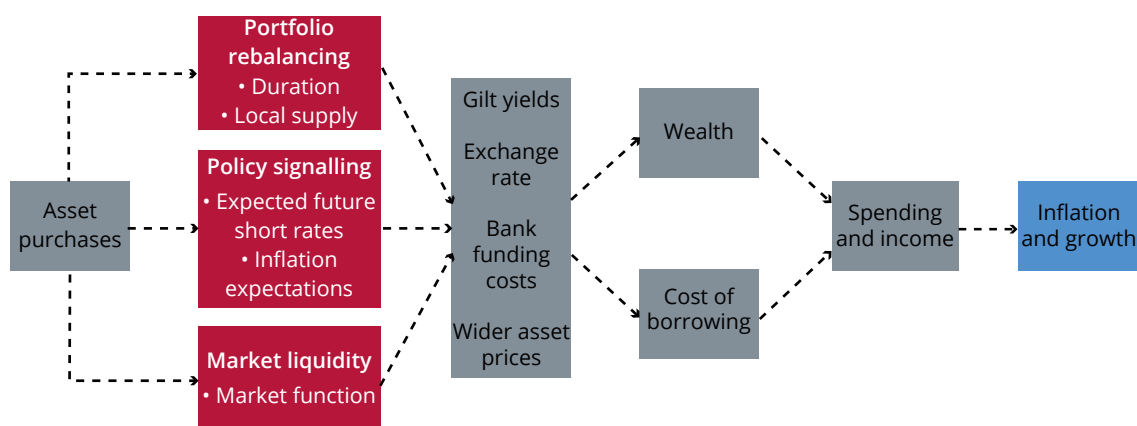 Asset
purchases
Portfolio
rebalancing
• Duration
• Local supply
Policy signalling
• Expected future
short rates
• Inflation
expectations
Market liquidity
• Market function
Gilt yields
Exchange
rate
Bank
funding
costs
Wider asset
prices
Wealth
Cost of
borrowing
Spending
and income
Inflation
and growth